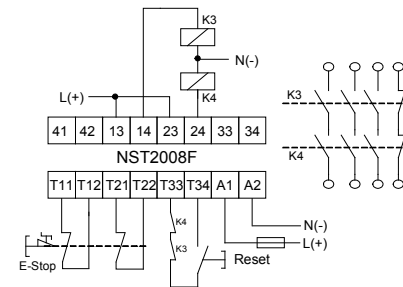 K3
N(-)
K4
L(+)
41 42 13 14 23 24 33 34
NST2008F
T11 T12 T21 T22 T33 T34 A1 A2
K4
K3
E-Stop
Reset
N(-)
L(+)
K3
K4